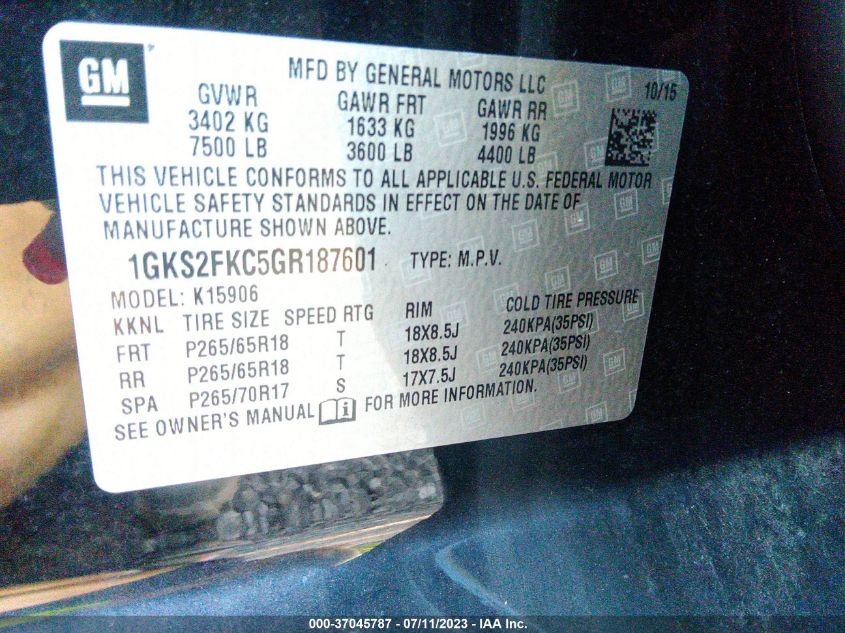 GM
MFD BY GENERAL MOTORS LLC
10/15
GVWR GAWR FRT GAWR RR
3402 KG 1633 KG 1996 KG
7500 LB 3600 LB 4400 LB
THIS VEHICLE CONFORMS TO ALL APPLICABLE U.S. FEDERAL MOTOR
VEHICLE SAFETY STANDARDS IN EFFECT ON THE DATE OF
MANUFACTURE SHOWN ABOVE.
1GKS2FKC5GR187601 TYPE: M.P.V.
MODEL: K15906
KKNL TIRE SIZE SPEED RTG RIM COLD TIRE PRESSURE
FRT P265/65R18 T 18X8.5J 240KPA(35PSI)
RR P265/65R18 T 18X8.5J 240KPA(35PSI)
SPA P265/70R17 S 17X7.5J 240KPA(35PSI)
SEE OWNER'S MANUAL FOR MORE INFORMATION.
000-37045787 - 07/11/2023 - IAA Inc.